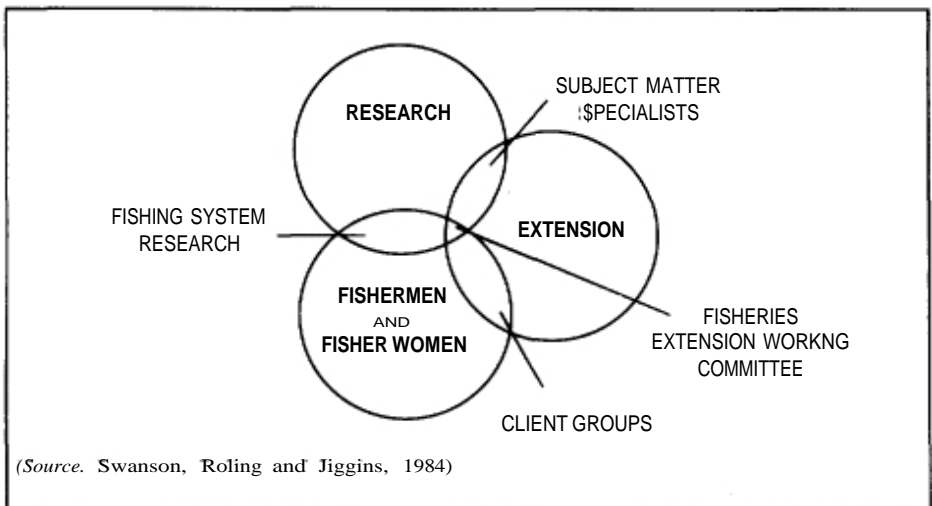 RESEARCH
SUBJECT MATTER
$PECIALISTS
FISHING SYSTEM
RESEARCH
EXTENSION
FISHERMEN
AND
FISHER WOMEN
FISHERIES
EXTENSION WORKNG
COMMITTEE
CLIENT GROUPS
(Source. Swanson, Roling and Jiggins, 1984)